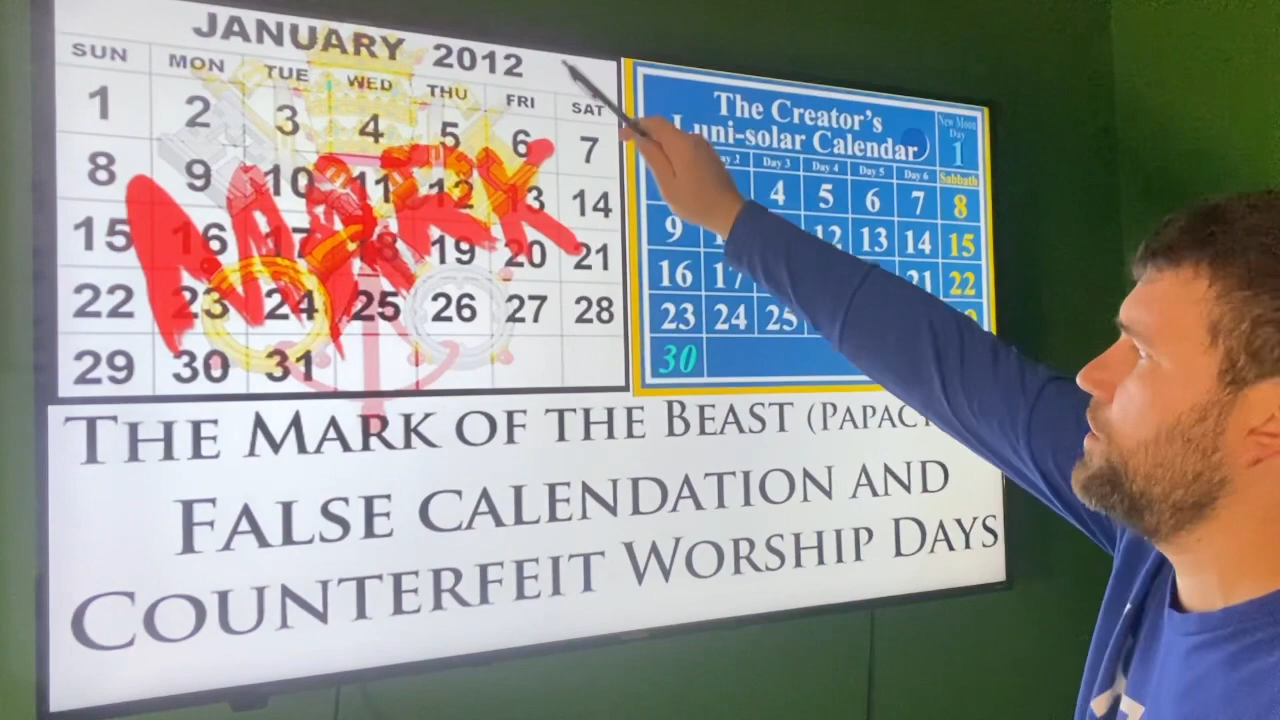 JANUARY 2012
SUN MON TUE WED THU FRI SAT
1 2 3 4 5 6 7
8 9 10 11 12 13 14
15 16 17 18 19 20 21
22 23 24 25 26 27 28
29 30 31
MARK
The Creator's
Luni-solar Calendar
New Moon
Day
1
Day 3 Day 4 Day 5 Day 6 Sabbath
4 5 6 7 8
9 12 13 14 15
16 17 21 22
23 24 25
30
THE MARK OF THE BEAST
FALSE CALENDATION AND
COUNTERFEIT WORSHIP DAYS